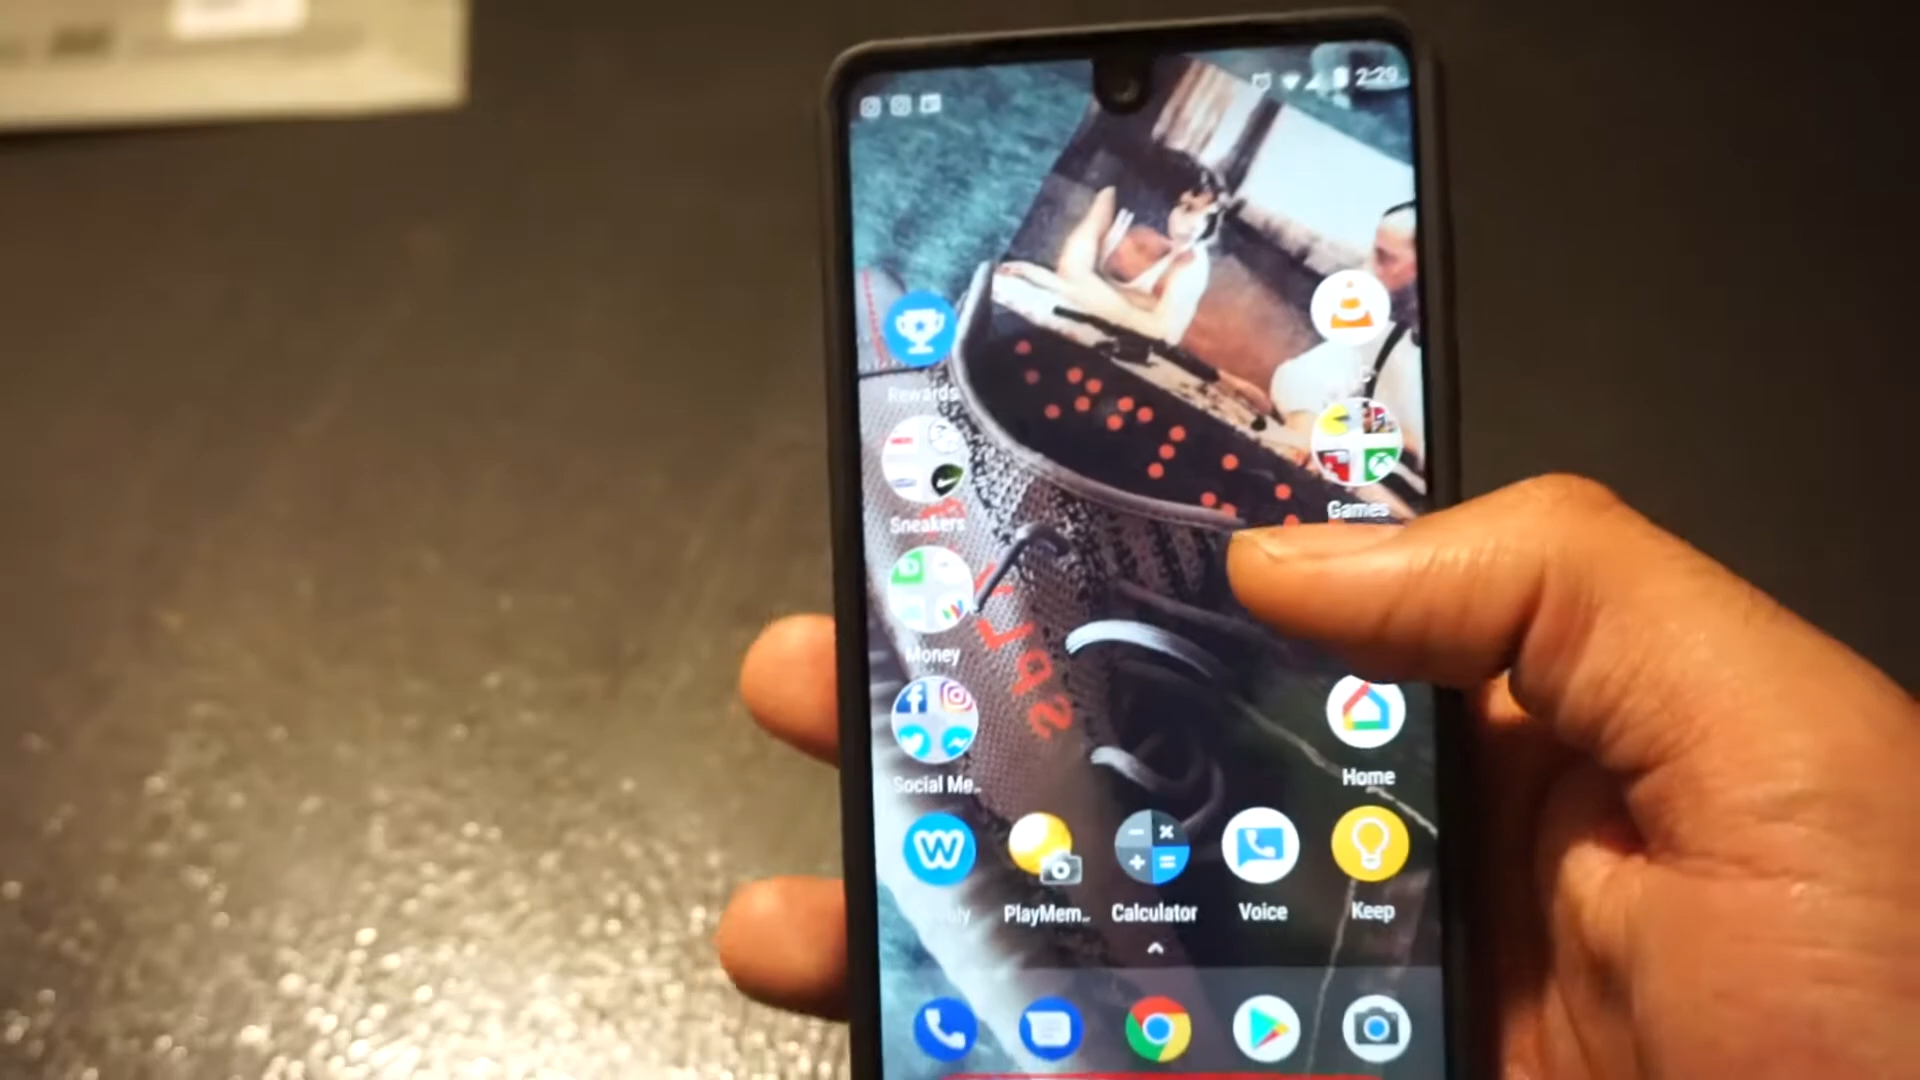 2:29
Rewards
Games
Sneakers
Money
Social Me..
Home
W
PlayMem..
Calculator
Voice
Keep